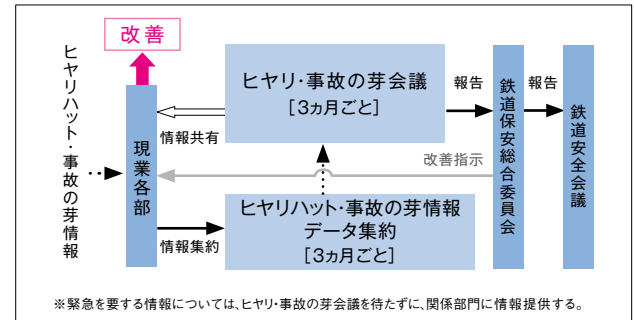 改善
ヒヤリハット・事故の芽情報
現業各部
ヒヤリ・事故の芽会議
［3ヵ月ごと］
情報共有
報告
鉄道保安総合委員会
報告
鉄道安全会議
改善指示
情報集約
ヒヤリハット・事故の芽情報
データ集約
［3ヵ月ごと］
※緊急を要する情報については、ヒヤリ・事故の芽会議を待たずに、関係部門に情報提供する。